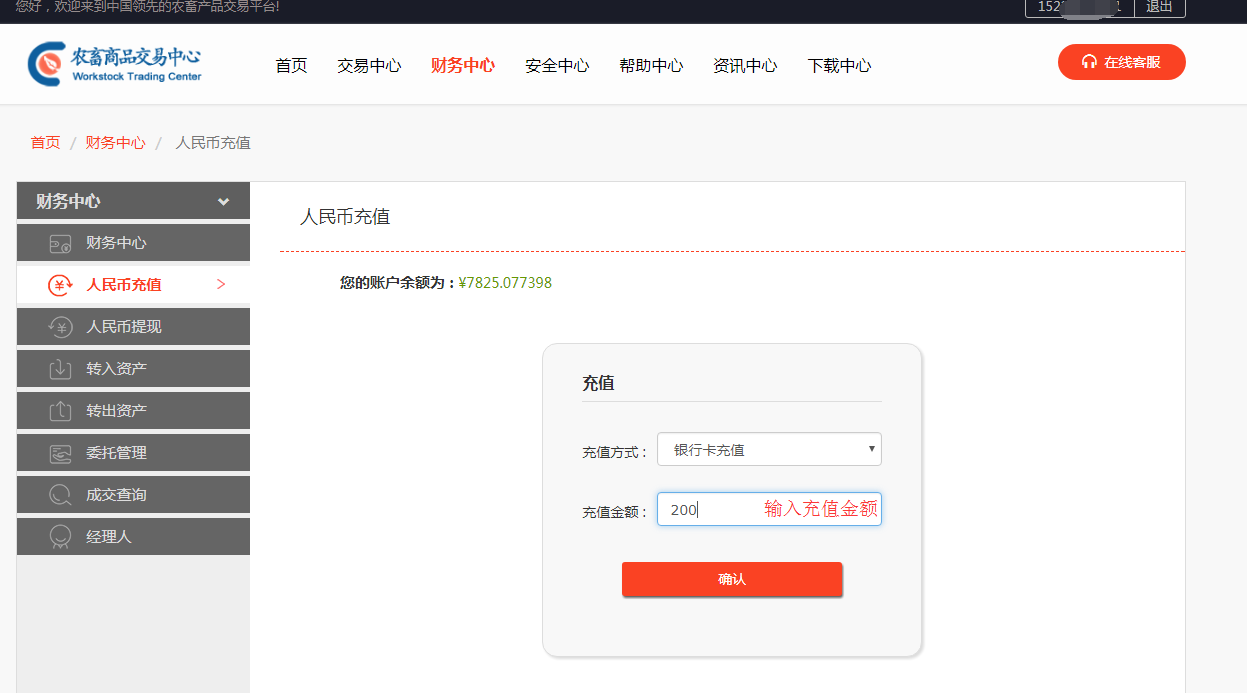 您好，欢迎来到中国领先的农畜产品交易平台!
152 1 退出
农畜商品交易中心
Workstock Trading Center
首页 交易中心 财务中心 安全中心 帮助中心 资讯中心 下载中心
在线客服
首页 / 财务中心 / 人民币充值
财务中心
财务中心
人民币充值 >
人民币提现
转入资产
转出资产
委托管理
成交查询
经理人
人民币充值
您的账户余额为：¥7825.077398
充值
充值方式： 银行卡充值
充值金额： 200 输入充值金额
确认